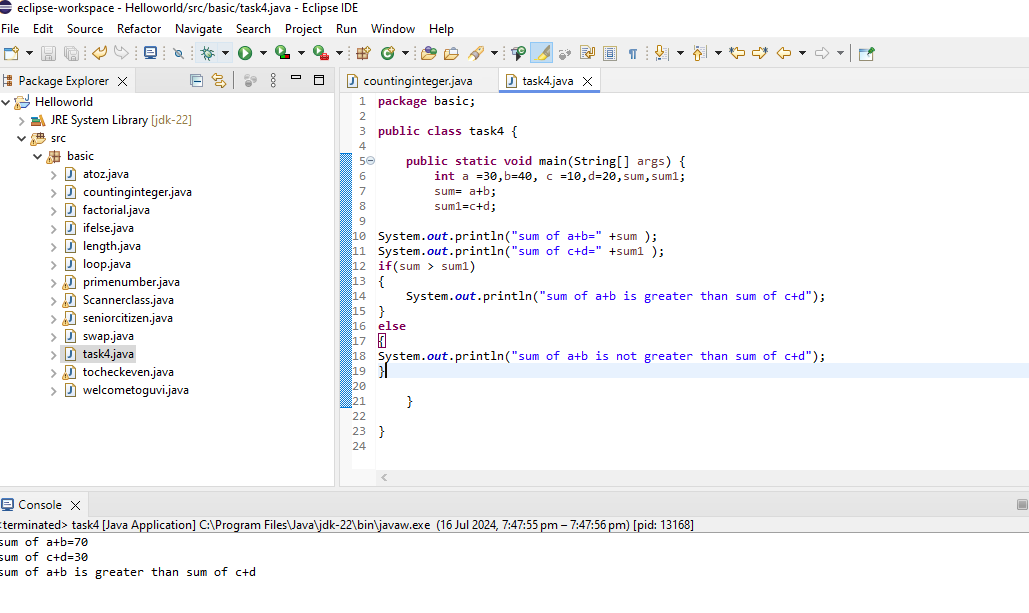 eclipse-workspace - Helloworld/src/basic/task4.java - Eclipse IDE
File Edit Source Refactor Navigate Search Project Run Window Help
Package Explorer
Helloworld
JRE System Library [jdk-22]
src
basic
atoz.java
countinginteger.java
factorial.java
ifelse.java
length.java
loop.java
primenumber.java
Scannerclass.java
seniorcitizen.java
swap.java
task4.java
tocheckeven.java
welcometoguvi.java
countinginteger.java task4.java
1 package basic;
2
3 public class task4 {
4
5 public static void main(String[] args) {
6 int a =30,b=40, c =10,d=20,sum,sum1;
7 sum= a+b;
8 sum1=c+d;
9
10 System.out.println("sum of a+b=" +sum );
11 System.out.println("sum of c+d=" +sum1 );
12 if(sum > sum1)
13 {
14 System.out.println("sum of a+b is greater than sum of c+d");
15 }
16 else
17 {
18 System.out.println("sum of a+b is not greater than sum of c+d");
19 }
20
21 }
22
23 }
24
Console
<terminated> task4 [Java Application] C:\Program Files\Java\jdk-22\bin\javaw.exe (16 Jul 2024, 7:47:55 pm – 7:47:56 pm) [pid: 13168]
sum of a+b=70
sum of c+d=30
sum of a+b is greater than sum of c+d